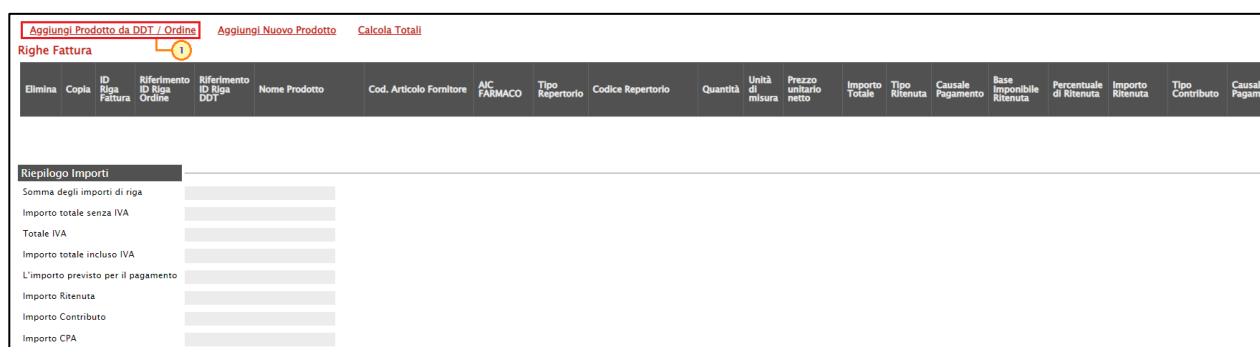 Aggiungi Prodotto da DDT / Ordine Aggiungi Nuovo Prodotto Calcola Totali
Righe Fattura 1
Elimina Copia ID Riga Fattura Riferimento ID Riga Ordine Riferimento ID Riga DDT Nome Prodotto Cod. Articolo Fornitore AIC FARMACO Tipo Repertorio Codice Repertorio Quantità Unità di misura Prezzo unitario netto Importo Totale Tipo Ritenuta Causale Pagamento Base Imponibile Ritenuta Percentuale di Ritenuta Importo Ritenuta Tipo Contributo
Riepilogo Importi
Somma degli importi di riga
Importo totale senza IVA
Totale IVA
Importo totale incluso IVA
L'importo previsto per il pagamento
Importo Ritenuta
Importo Contributo
Importo CPA